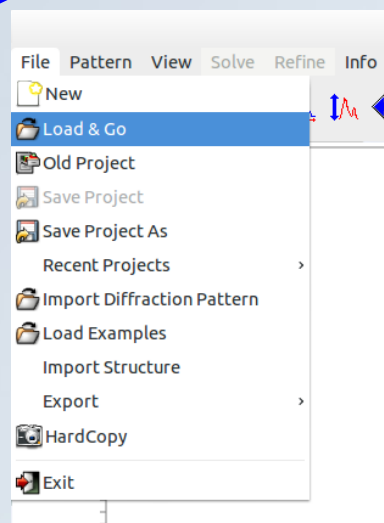 File Pattern View Solve Refine Info
New
Load & Go
Old Project
Save Project
Save Project As
Recent Projects
Import Diffraction Pattern
Load Examples
Import Structure
Export
HardCopy
Exit